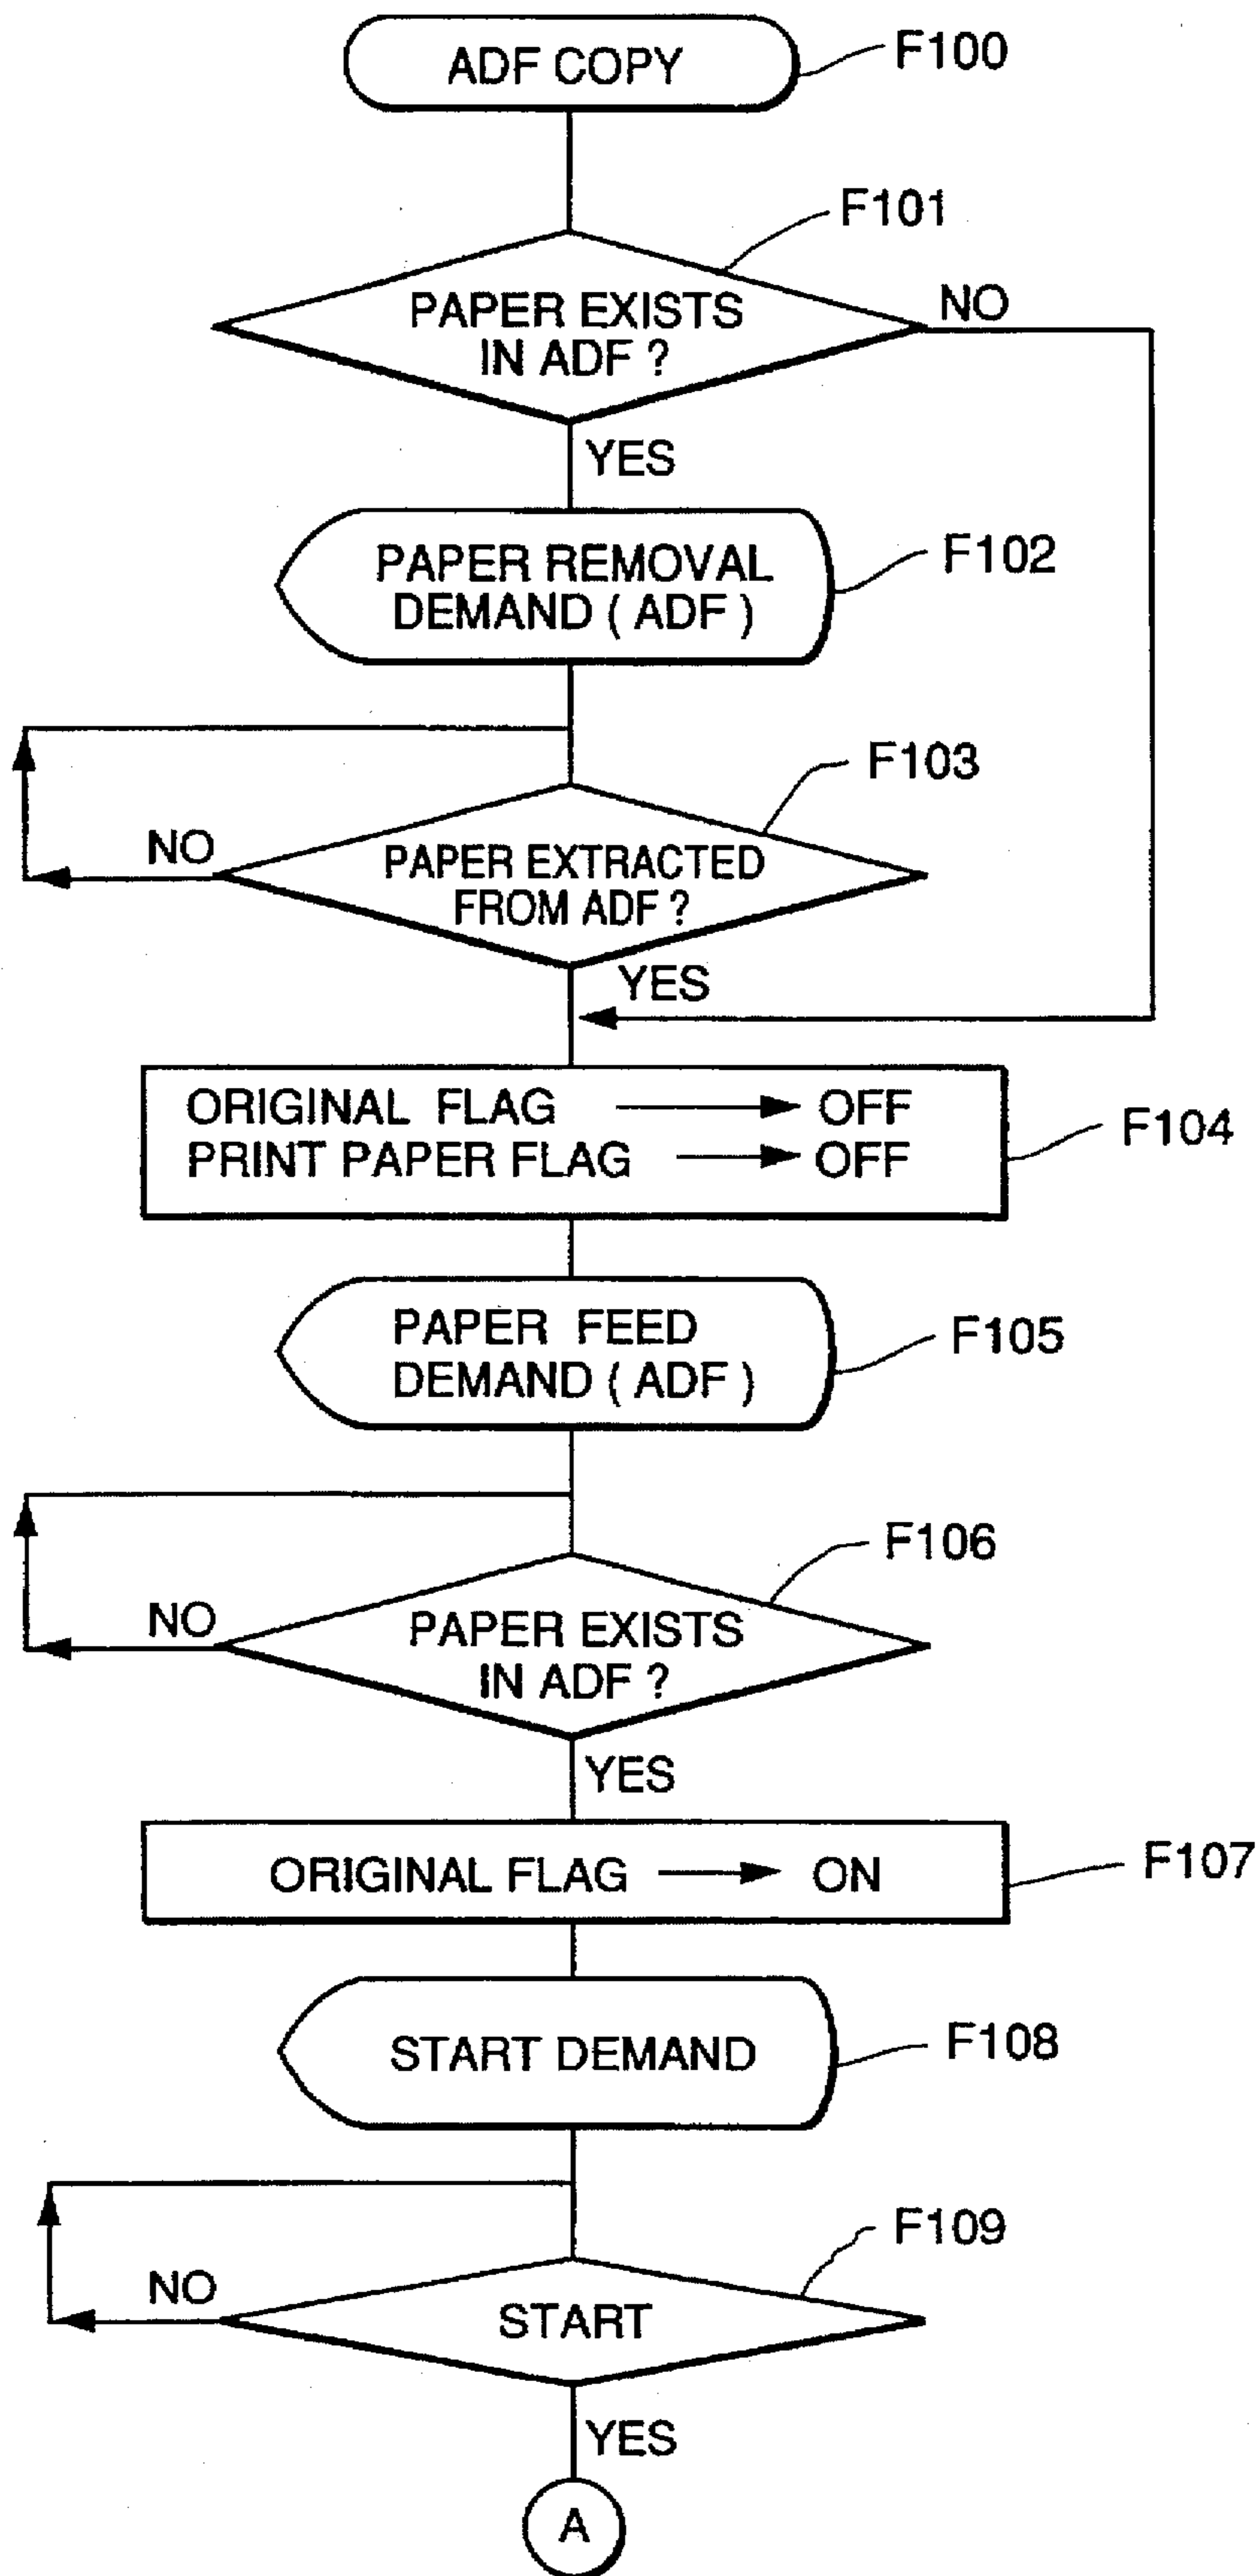 ADF COPY
F100
F101
PAPER EXISTS
IN ADF ?
NO
YES
PAPER REMOVAL
DEMAND ( ADF )
F102
F103
NO
PAPER EXTRACTED
FROM ADF ?
YES
ORIGINAL FLAG → OFF
PRINT PAPER FLAG → OFF
F104
PAPER FEED
DEMAND ( ADF )
F105
F106
NO
PAPER EXISTS
IN ADF ?
YES
ORIGINAL FLAG → ON
F107
START DEMAND
F108
F109
NO
START
YES
A